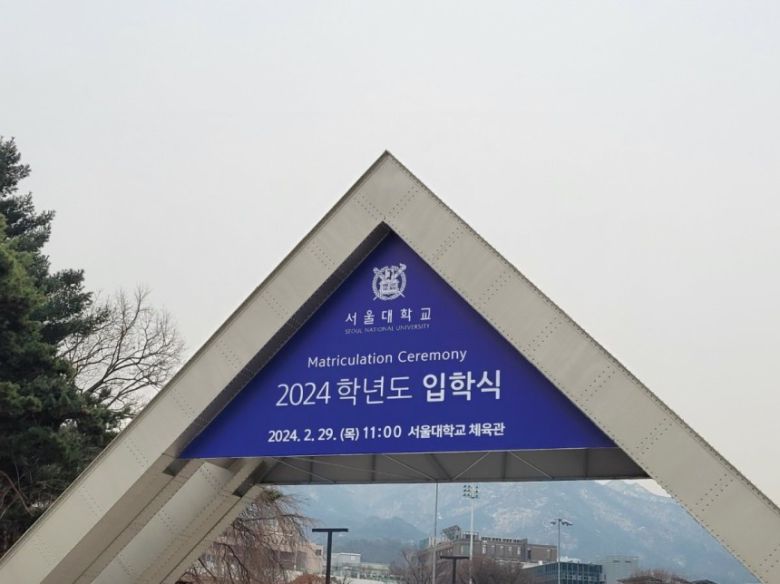 서울대학교
SEOUL NATIONAL UNIVERSITY
Matriculation Ceremony
2024 학년도 입학식
2024. 2. 29. (목) 11:00 서울대학교 체육관